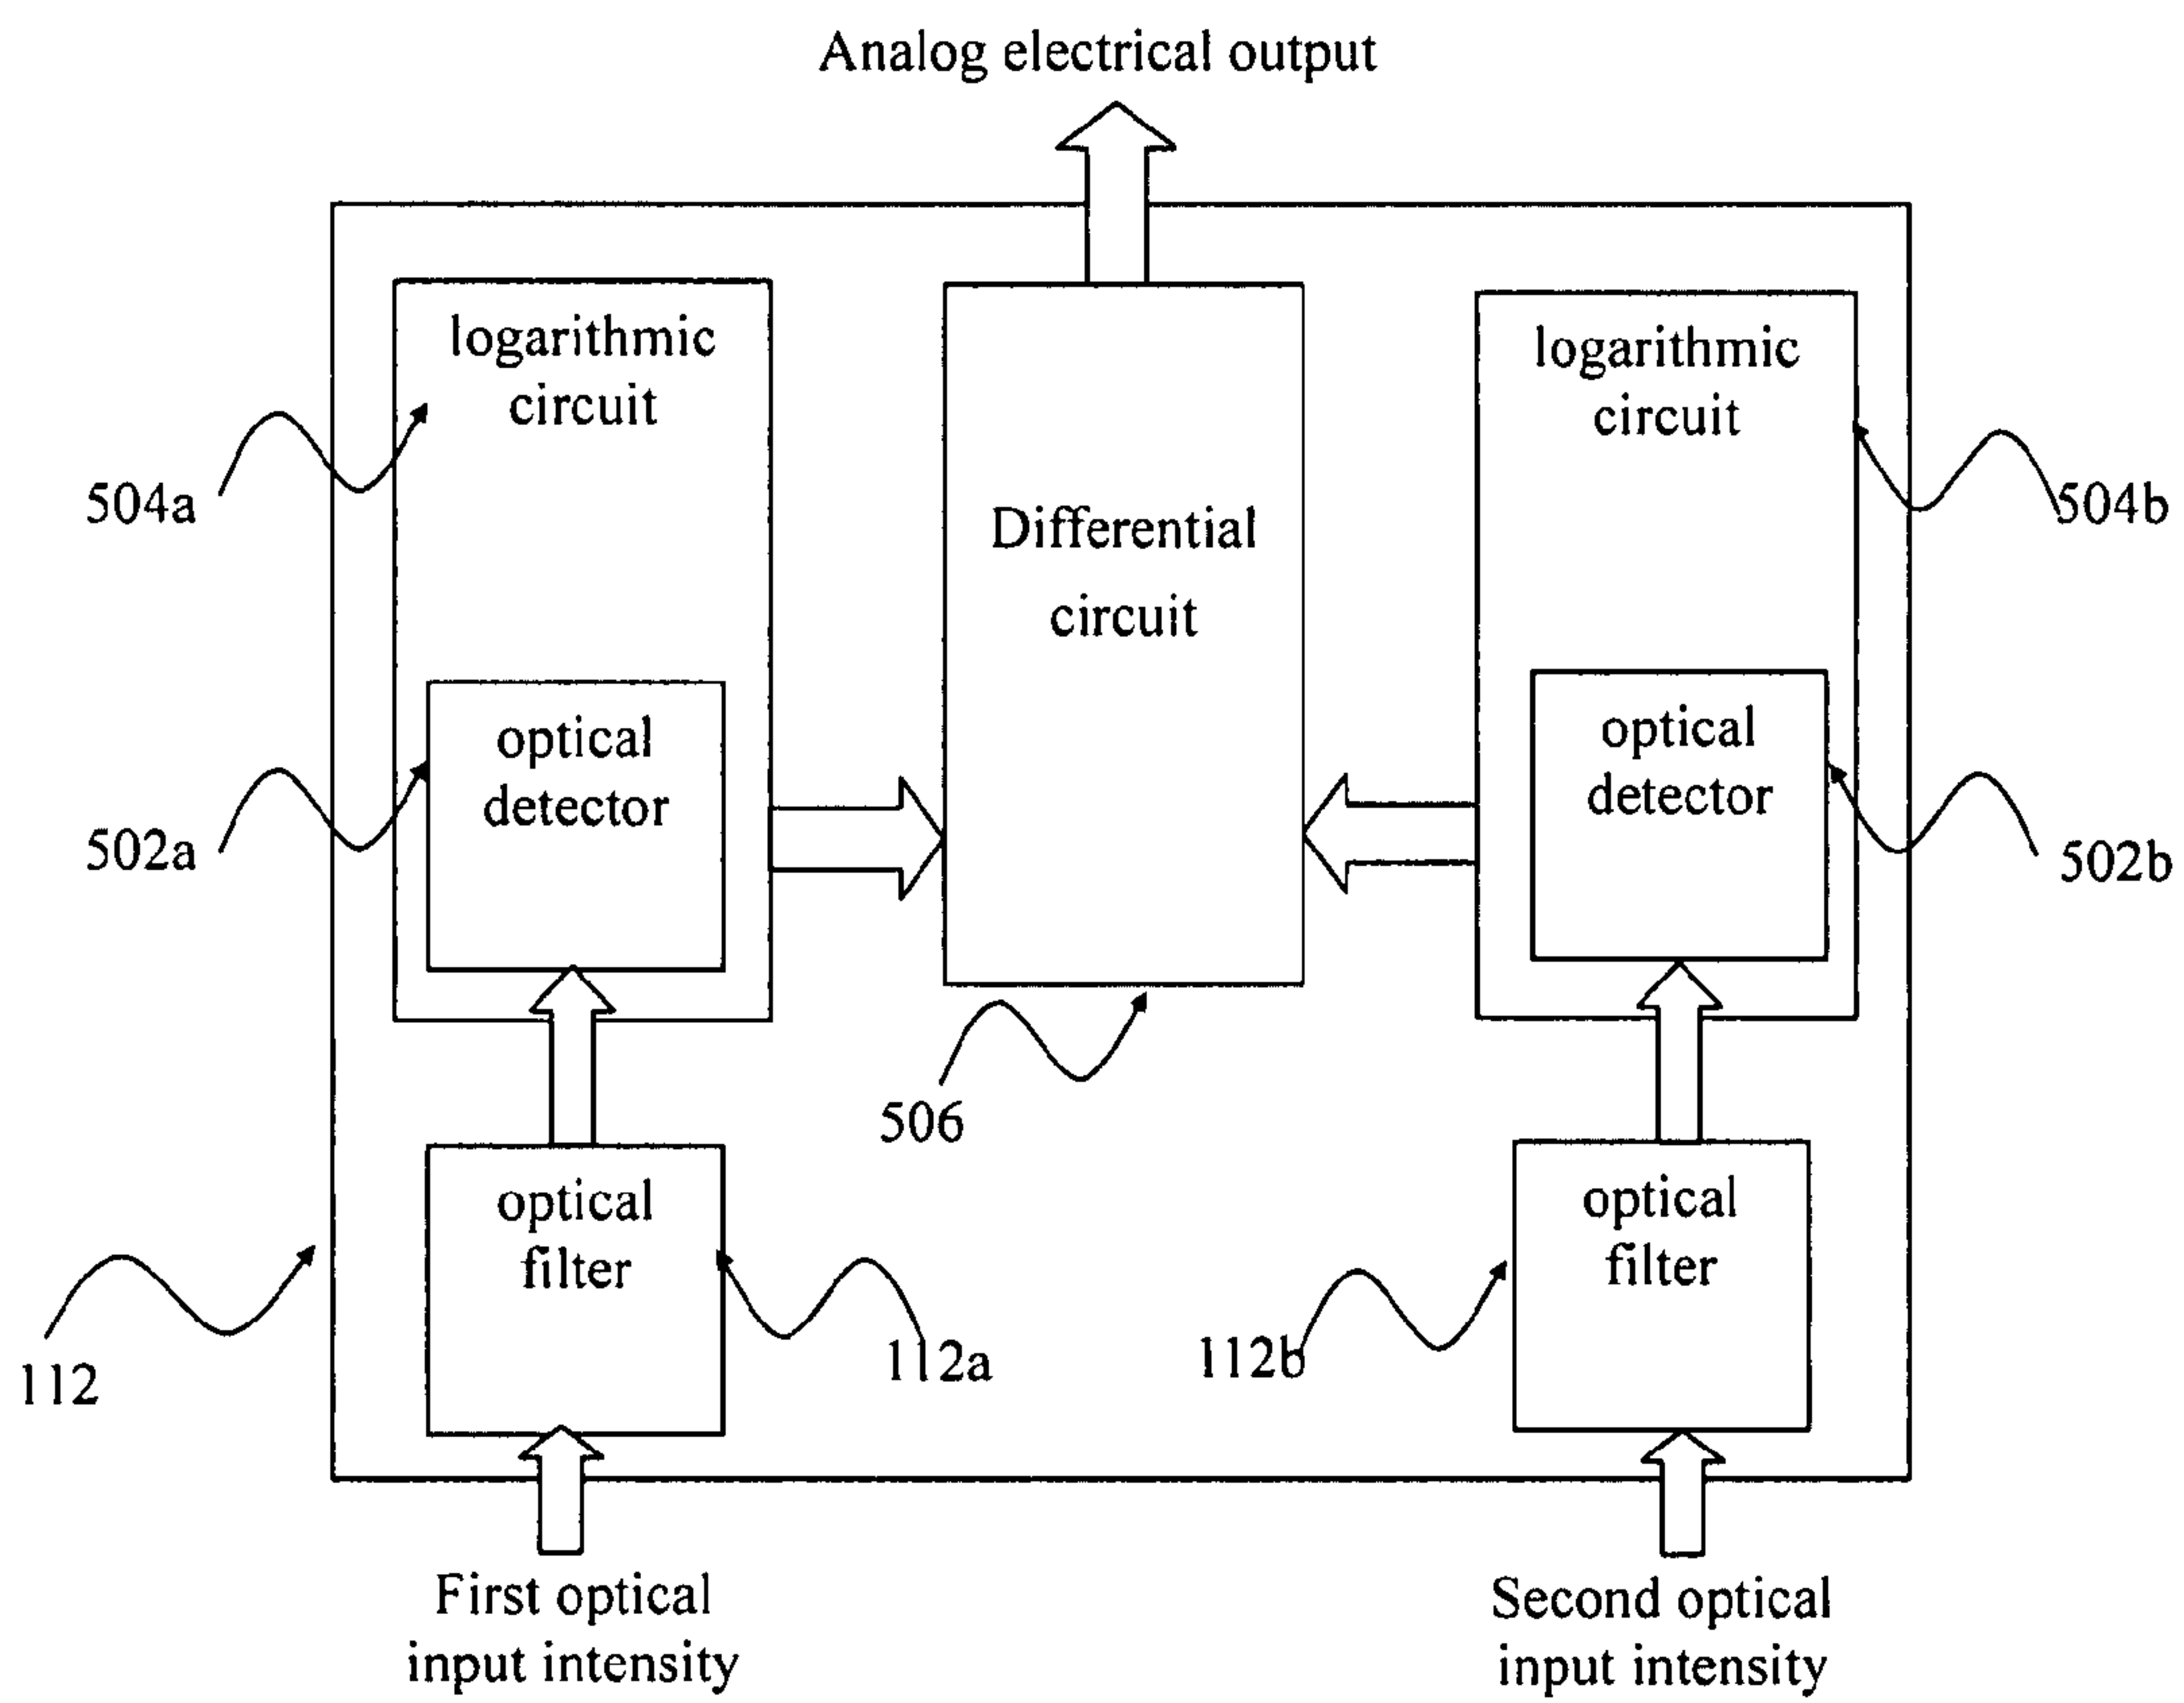 Analog electrical output
logarithmic
circuit
logarithmic
circuit
504a
504b
Differential
circuit
optical
detector
optical
detector
502a
502b
506
optical
filter
optical
filter
112
112a
112b
First optical
input intensity
Second optical
input intensity